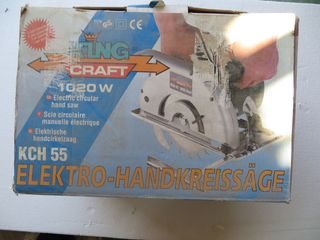 KING
CRAFT
1020 W
Electric circular
hand saw
Scie circulaire
manuelle électrique
Elektrische
handcirkelzaag
KCH 55
ELEKTRO-HANDKREISSÄGE